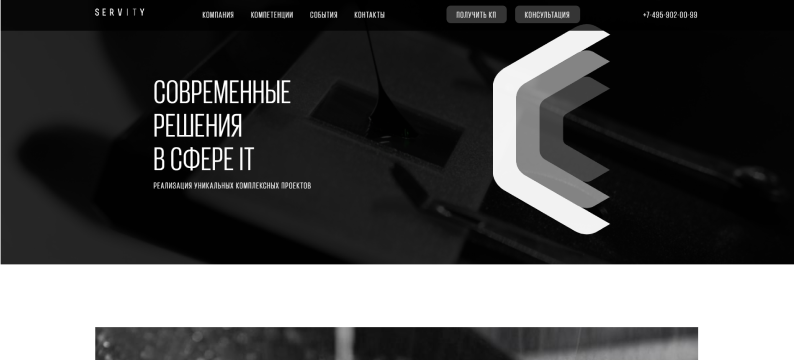 SERVITY
КОМПАНИЯ КОМПЕТЕНЦИИ СОБЫТИЯ КОНТАКТЫ ПОЛУЧИТЬ КП КОНСУЛЬТАЦИЯ +7-495-902-00-99
СОВРЕМЕННЫЕ
РЕШЕНИЯ
В СФЕРЕ IT
РЕАЛИЗАЦИЯ УНИКАЛЬНЫХ КОМПЛЕКСНЫХ ПРОЕКТОВ